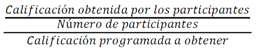 Calificación obtenida por los participantes
Número de participantes
Calificación programada a obtener